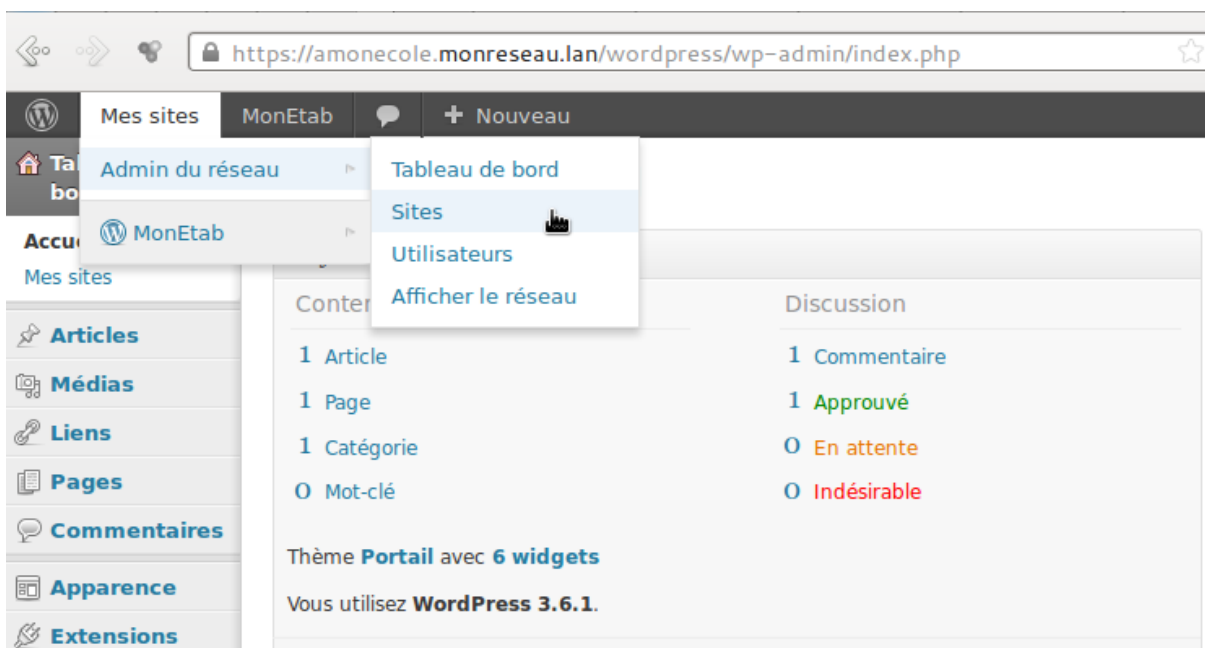 https://amonecole.monreseau.lan/wordpress/wp-admin/index.php
Mes sites MonEtab + Nouveau
Admin du réseau
MonEtab
Tableau de bord
Sites
Utilisateurs
Afficher le réseau
Mes sites
Articles
Médias
Liens
Pages
Commentaires
Apparence
Extensions
Discussion
1 Article
1 Page
1 Catégorie
0 Mot-clé
1 Commentaire
1 Approuvé
0 En attente
0 Indésirable
Thème Portail avec 6 widgets
Vous utilisez WordPress 3.6.1.